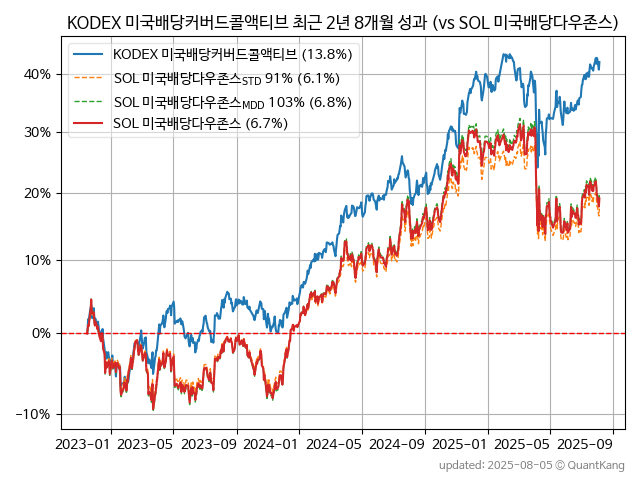 KODEX 미국배당커버드콜액티브 최근 2년 8개월 성과 (vs SOL 미국배당다우존스)
KODEX 미국배당커버드콜액티브 (13.8%)
SOL 미국배당다우존스STD 91% (6.1%)
SOL 미국배당다우존스MDD 103% (6.8%)
SOL 미국배당다우존스 (6.7%)
40%
30%
20%
10%
0%
−10%
2023-01 2023-05 2023-09 2024-01 2024-05 2024-09 2025-01 2025-05 2025-09
updated: 2025-08-05 © QuantKang